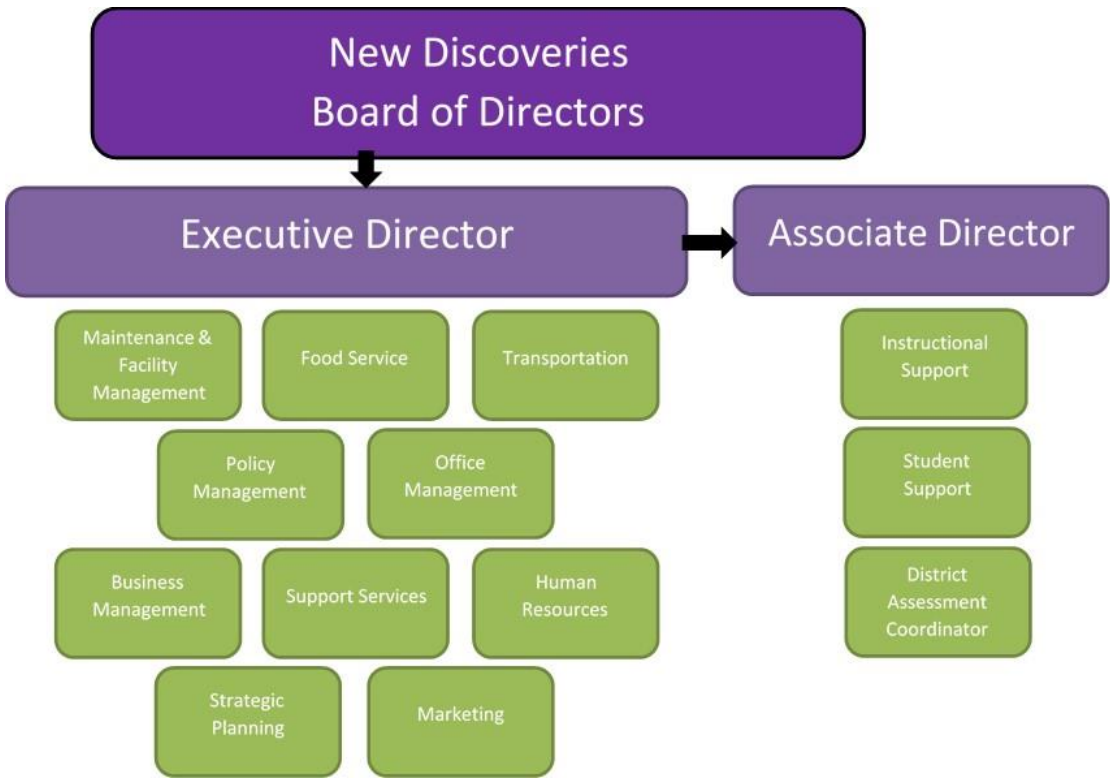 New Discoveries
Board of Directors
Executive Director
Associate Director
Maintenance &
Facility
Management
Food Service
Transportation
Policy
Management
Office
Management
Business
Management
Support Services
Human
Resources
Strategic
Planning
Marketing
Instructional
Support
Student
Support
District
Assessment
Coordinator